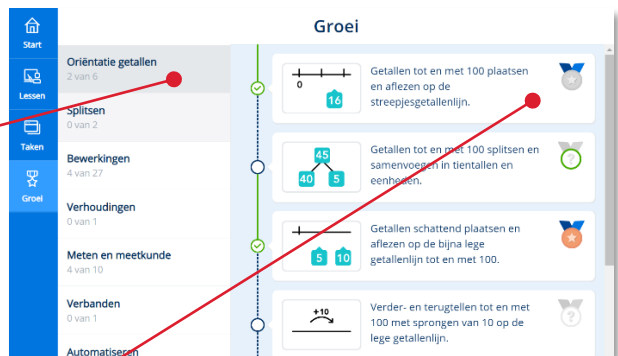 Groei
Start
Lessen
Taken
Groei
Oriëntatie getallen
2 van 6
Splitsen
0 van 2
Bewerkingen
4 van 27
Verhoudingen
0 van 1
Meten en meetkunde
4 van 10
Verbanden
0 van 1
Automatiseren
0
16
Getallen tot en met 100 plaatsen
en aflezen op de
streepjesgetallenlijn.
45
40 5
Getallen tot en met 100 splitsen en
samenvoegen in tientallen en
eenheden.
?
5 10
Getallen schattend plaatsen en
aflezen op de bijna lege
getallenlijn tot en met 100.
+10
Verder- en terugtellen tot en met
100 met sprongen van 10 op de
lege getallenlijn.
?